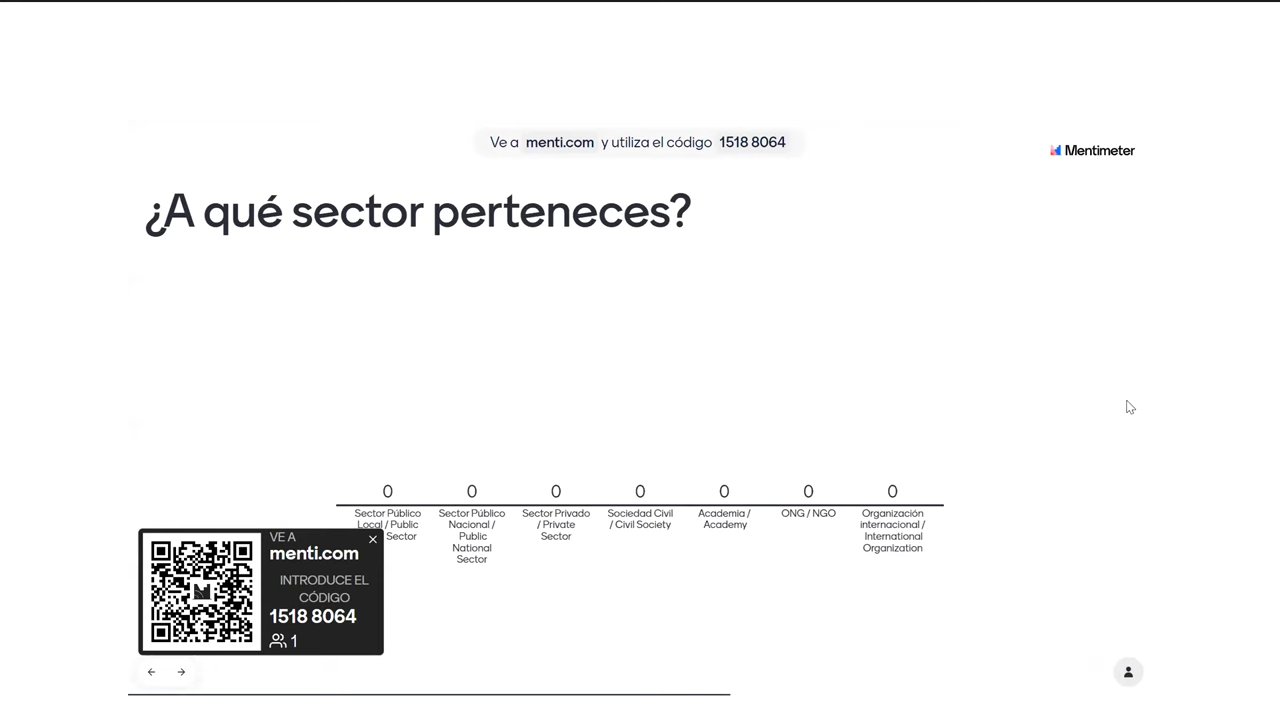 Ve a menti.com y utiliza el código 1518 8064
Mentimeter
¿A qué sector perteneces?
0 0 0 0 0 0 0
Sector Público
Local / Public
Sector
Sector Público
Nacional /
Public
National
Sector
Sector Privado
/ Private
Sector
Sociedad Civil
/ Civil Society
Academia /
Academy
ONG / NGO
Organización
internacional /
International
Organization
VE A
menti.com
INTRODUCE EL
CÓDIGO
1518 8064
1